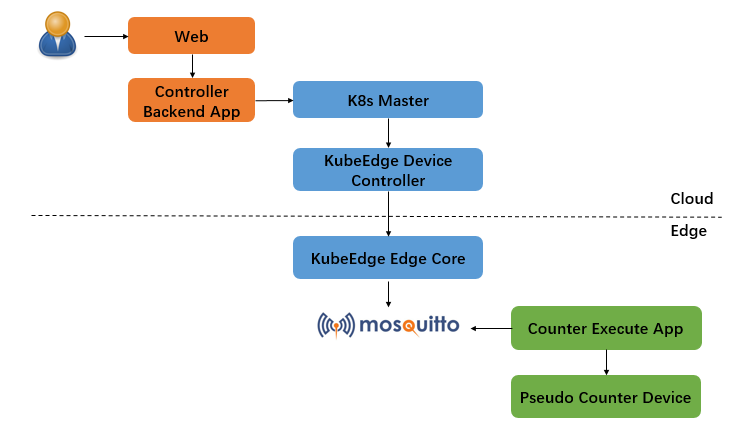 Web
Controller
Backend App
K8s Master
KubeEdge Device
Controller
Cloud
Edge
KubeEdge Edge Core
mosquitto
Counter Execute App
Pseudo Counter Device